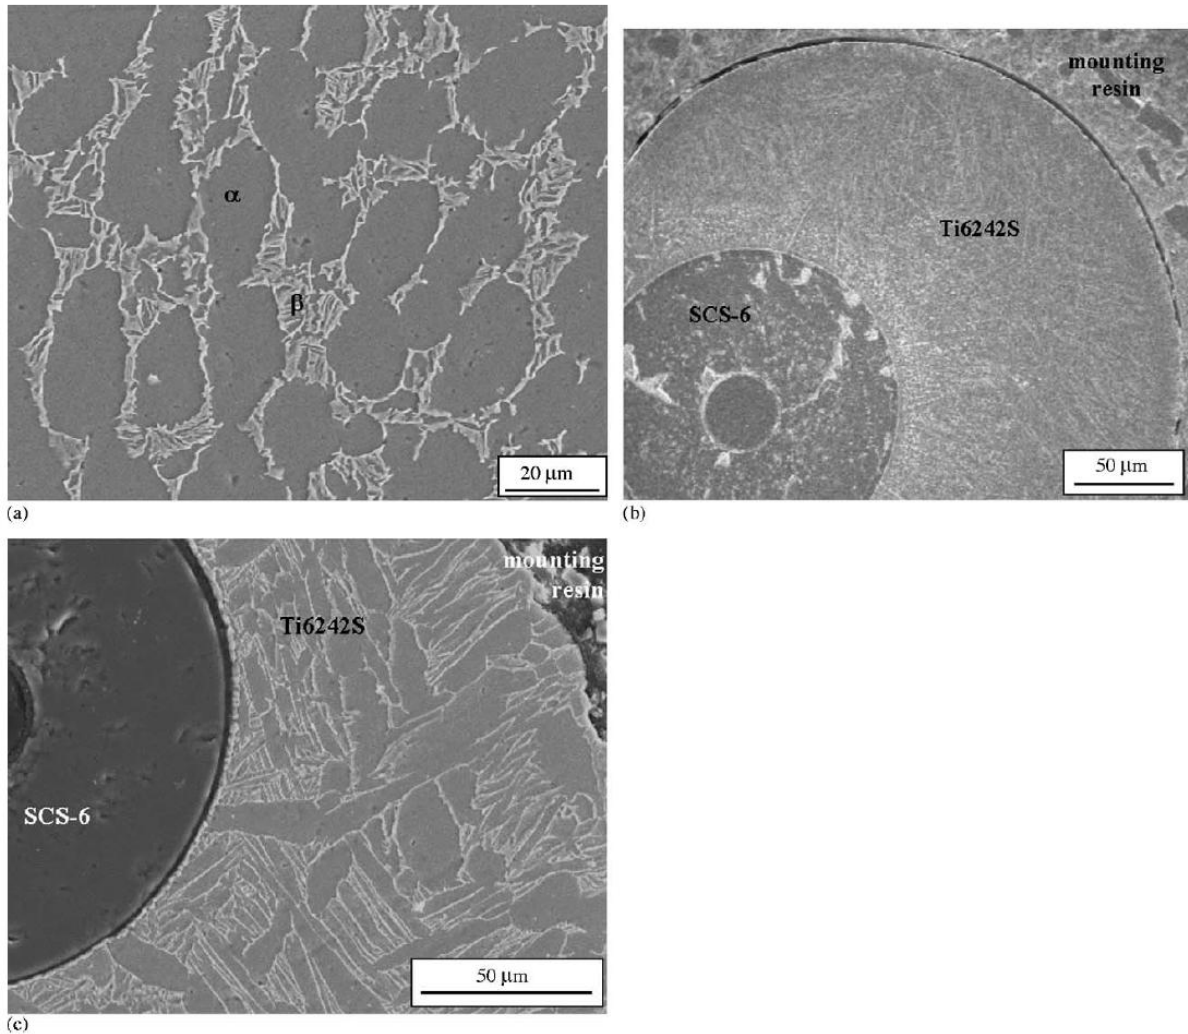 α
β
20 μm
(a)
mounting
resin
Ti6242S
SCS-6
50 μm
(b)
mounting
resin
Ti6242S
SCS-6
50 μm
(c)